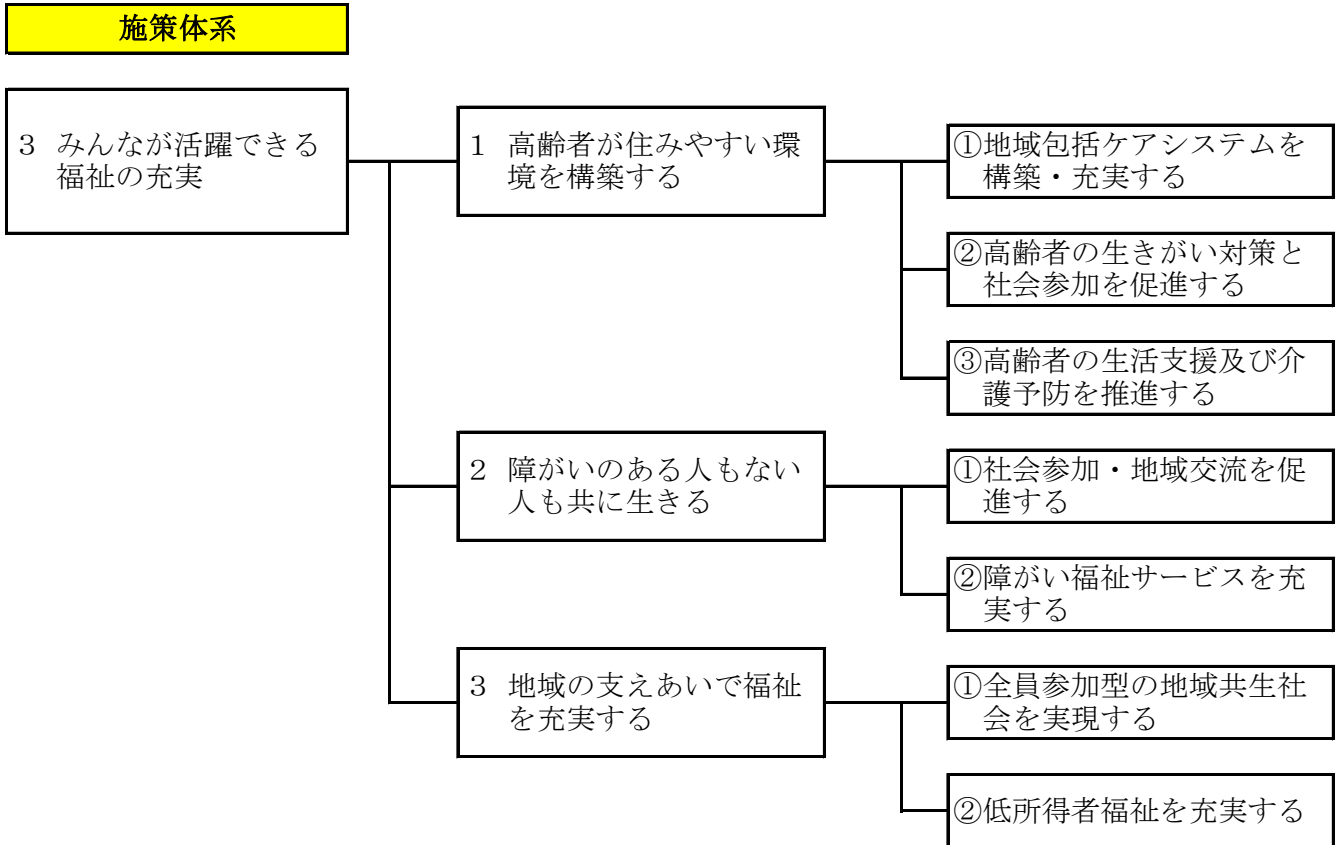 施策体系
3 みんなが活躍できる
福祉の充実
1 高齢者が住みやすい環
境を構築する
①地域包括ケアシステムを
構築・充実する
②高齢者の生きがい対策と
社会参加を促進する
③高齢者の生活支援及び介
護予防を推進する
2 障がいのある人もない
人も共に生きる
①社会参加・地域交流を促
進する
②障がい福祉サービスを充
実する
3 地域の支えあいで福祉
を充実する
①全員参加型の地域共生社
会を実現する
②低所得者福祉を充実する